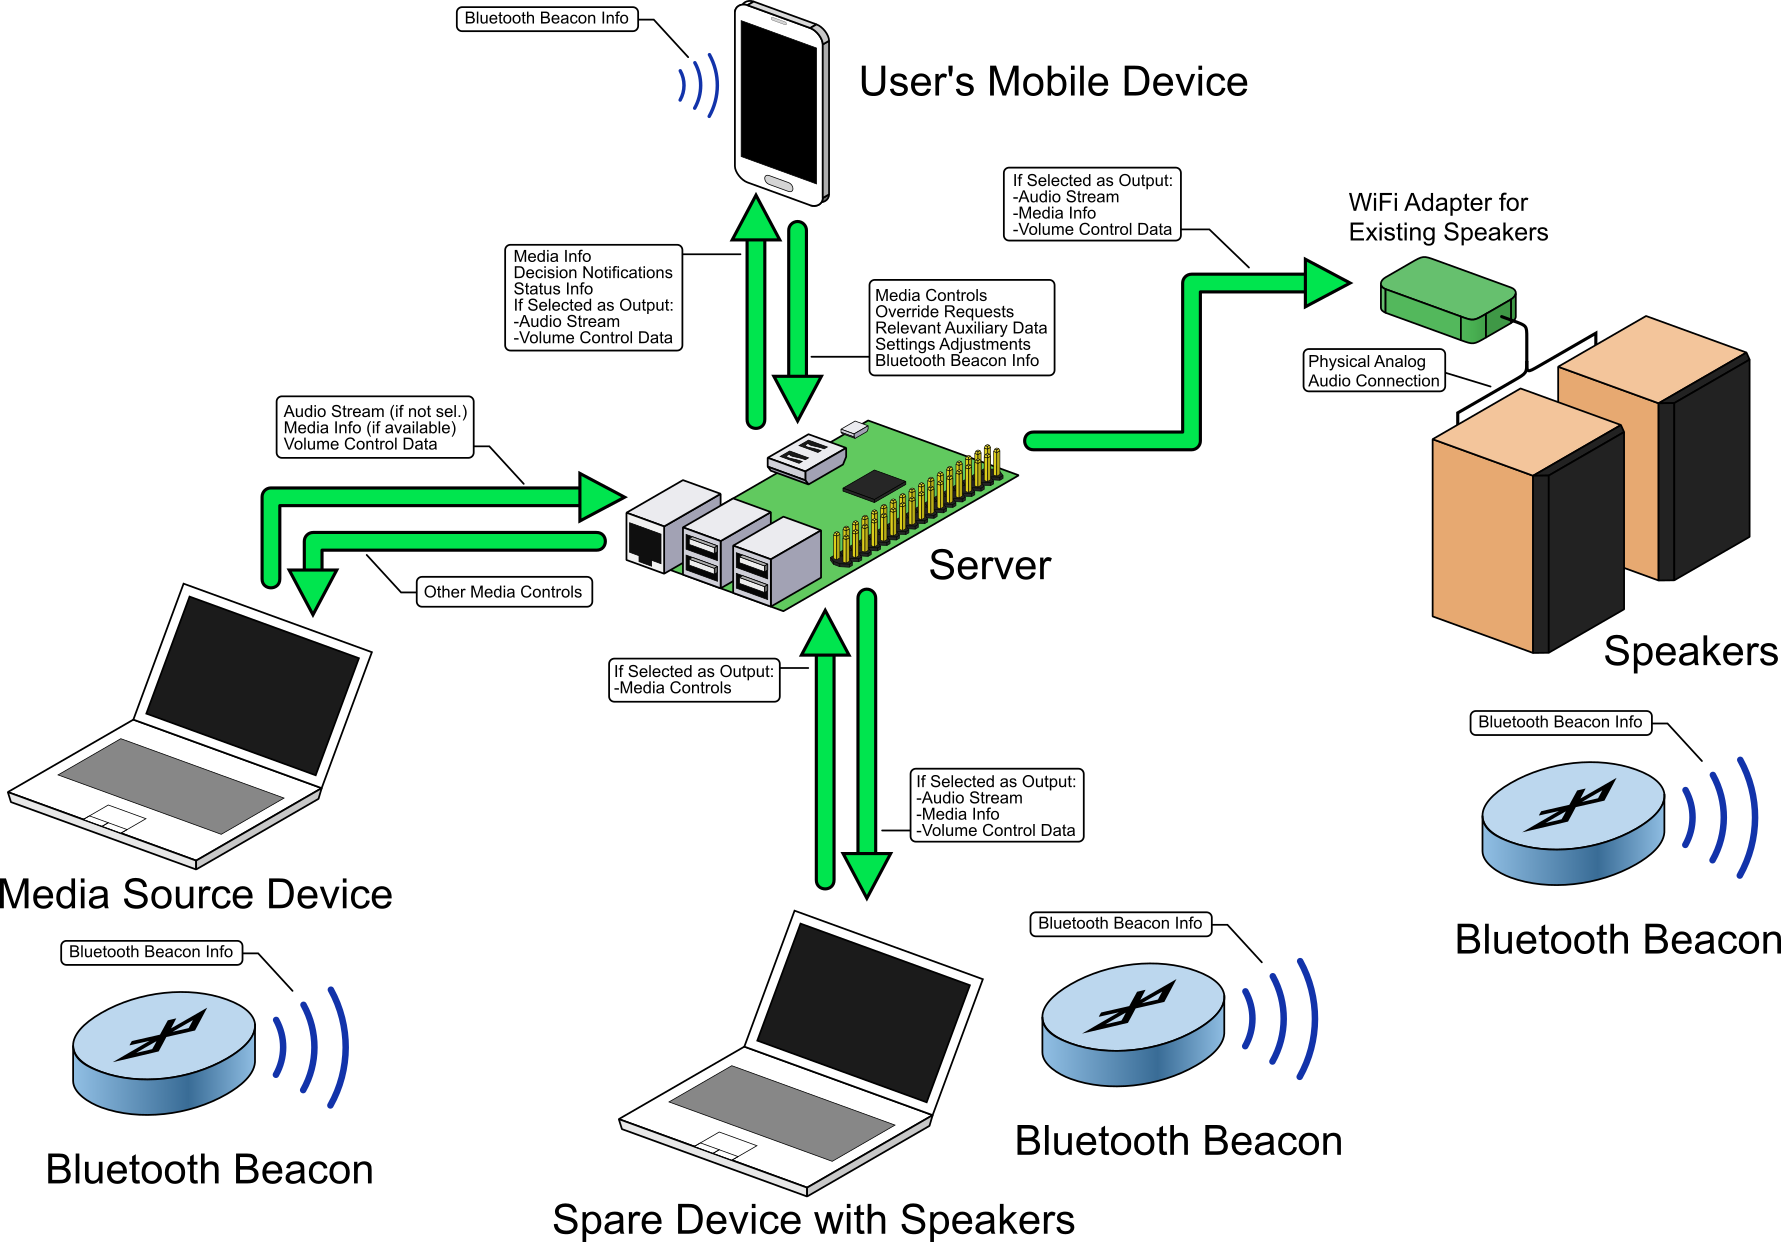 Bluetooth Beacon Info
User's Mobile Device
If Selected as Output:
-Audio Stream
-Media Info
-Volume Control Data
WiFi Adapter for
Existing Speakers
Media Info
Decision Notifications
Status Info
If Selected as Output:
-Audio Stream
-Volume Control Data
Media Controls
Override Requests
Relevant Auxiliary Data
Settings Adjustments
Bluetooth Beacon Info
Physical Analog
Audio Connection
Audio Stream (if not sel.)
Media Info (if available)
Volume Control Data
Server
Other Media Controls
Speakers
If Selected as Output:
-Media Controls
Bluetooth Beacon Info
If Selected as Output:
-Audio Stream
-Media Info
-Volume Control Data
Media Source Device
Bluetooth Beacon Info
Bluetooth Beacon
Bluetooth Beacon Info
Bluetooth Beacon
Bluetooth Beacon
Spare Device with Speakers